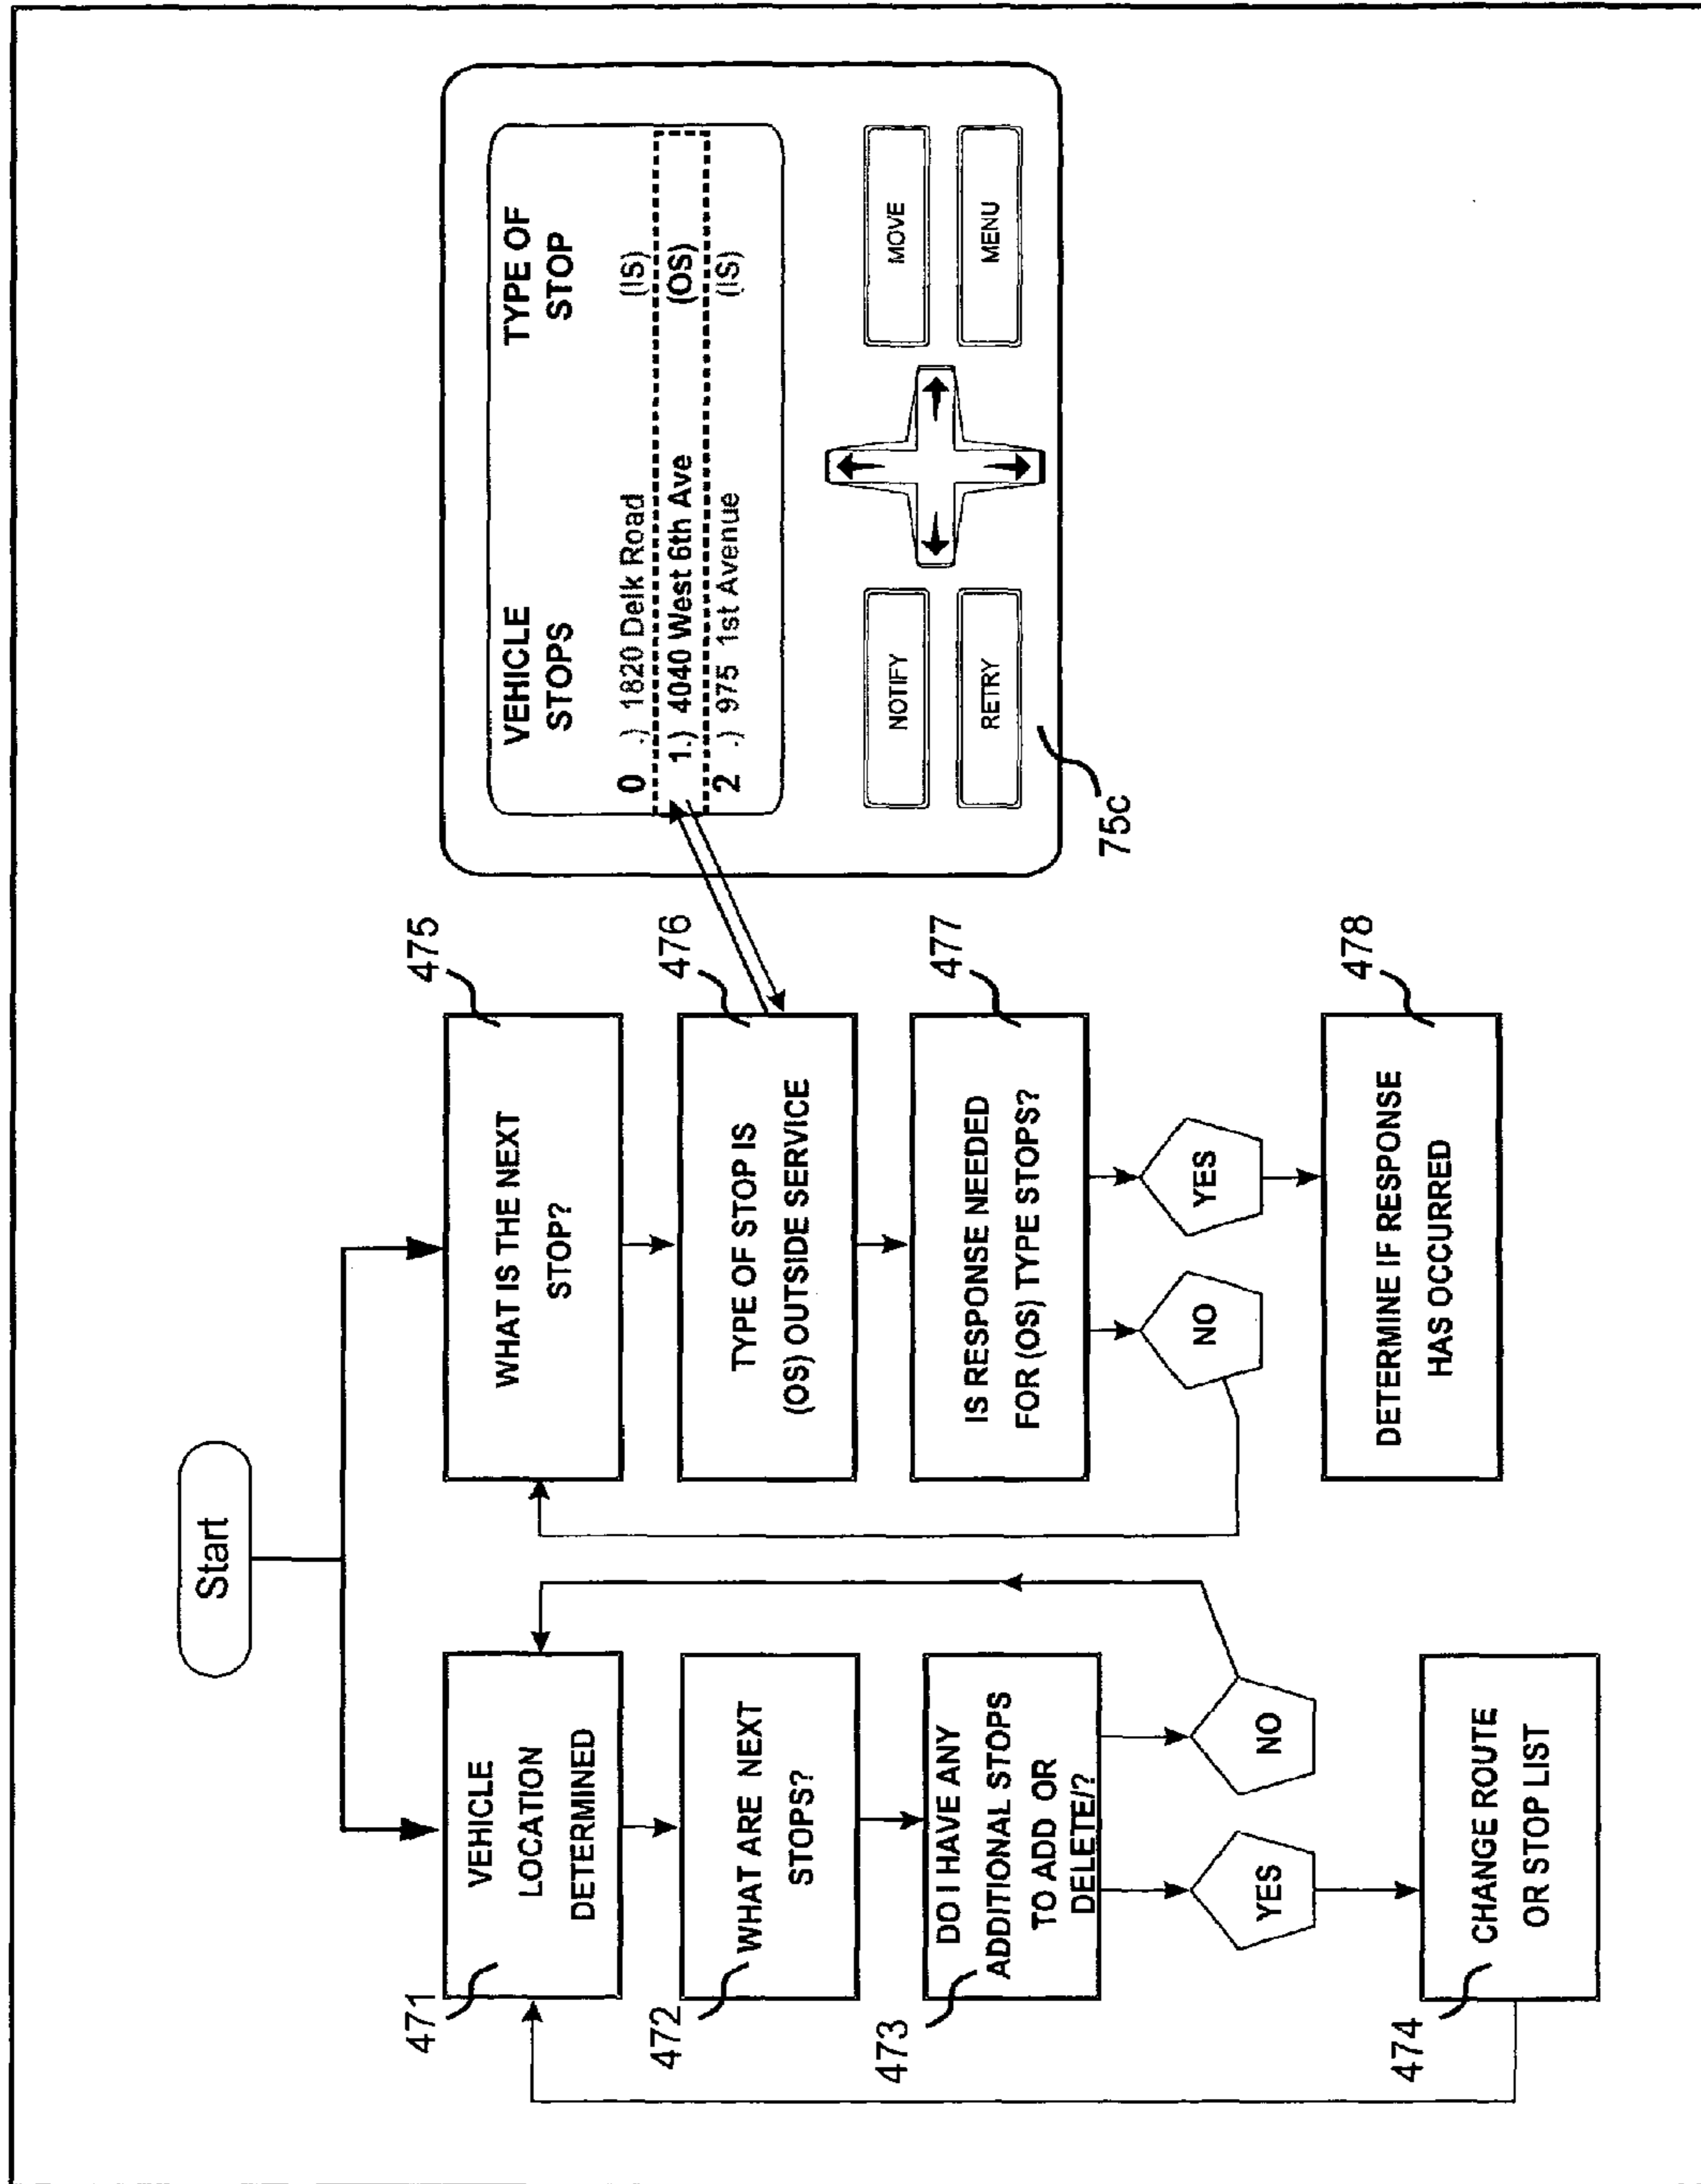 Start
471
VEHICLE
LOCATION
DETERMINED
472
WHAT ARE NEXT
STOPS?
473
DO I HAVE ANY
ADDITIONAL STOPS
TO ADD OR
DELETE/?
YES
NO
474
CHANGE ROUTE
OR STOP LIST
475
WHAT IS THE NEXT
STOP?
476
TYPE OF STOP IS
(OS) OUTSIDE SERVICE
477
IS RESPONSE NEEDED
FOR (OS) TYPE STOPS?
NO
YES
478
DETERMINE IF RESPONSE
HAS OCCURRED
VEHICLE
STOPS
TYPE OF
STOP
0 .) 1820 Delk Road (IS)
1.) 4040 West 6th Ave (OS)
2 .) 975 1st Avenue (IS)
NOTIFY
MOVE
RETRY
MENU
75c